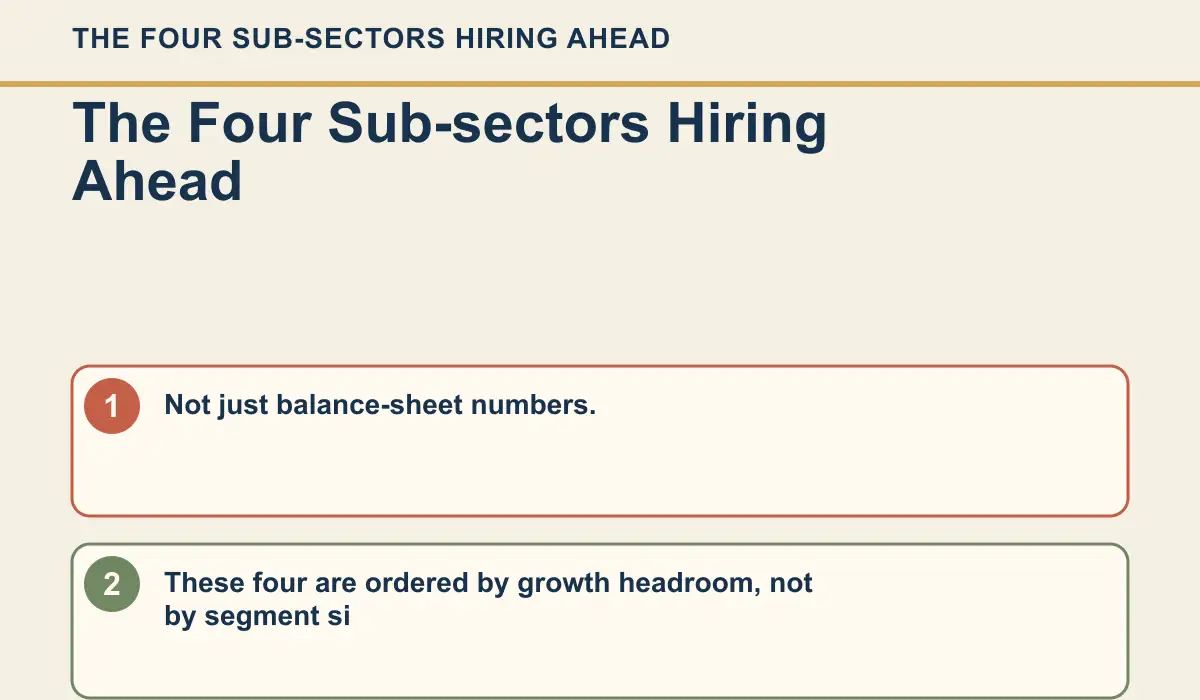 THE FOUR SUB-SECTORS HIRING AHEAD
The Four Sub-sectors Hiring
Ahead
1
Not just balance-sheet numbers.
2
These four are ordered by growth headroom, not
by segment si